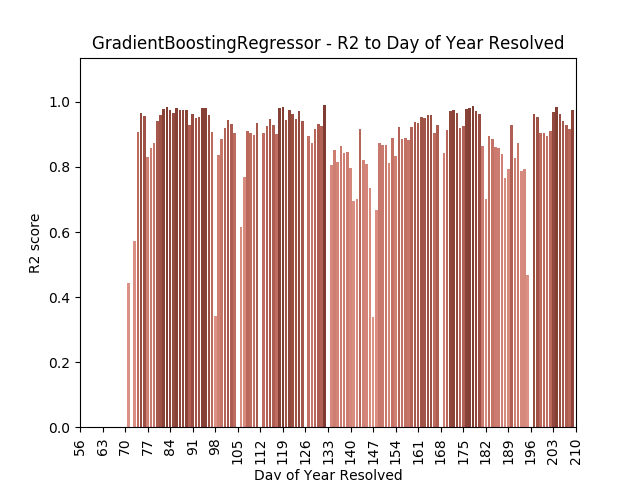 GradientBoostingRegressor - R2 to Day of Year Resolved
1.0
0.8
0.6
0.4
0.2
0.0
R2 score
56 63 70 77 84 91 98 105 112 119 126 133 140 147 154 161 168 175 182 189 196 203 210
Day of Year Resolved